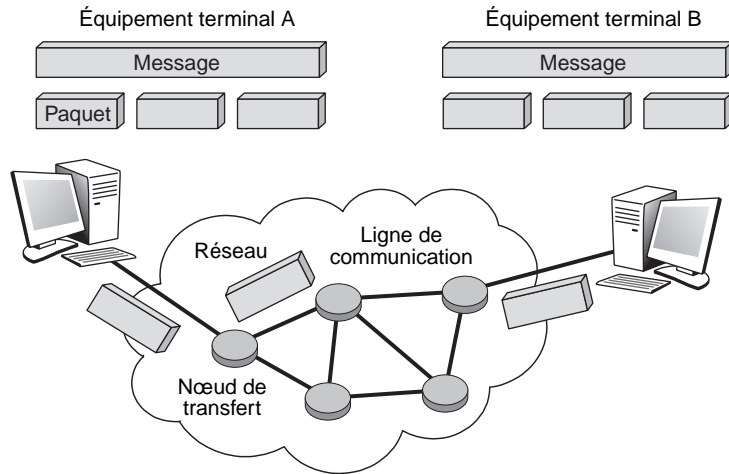 Équipement terminal A
Équipement terminal B
Message
Message
Paquet
Réseau
Ligne de
communication
Nœud de
transfert